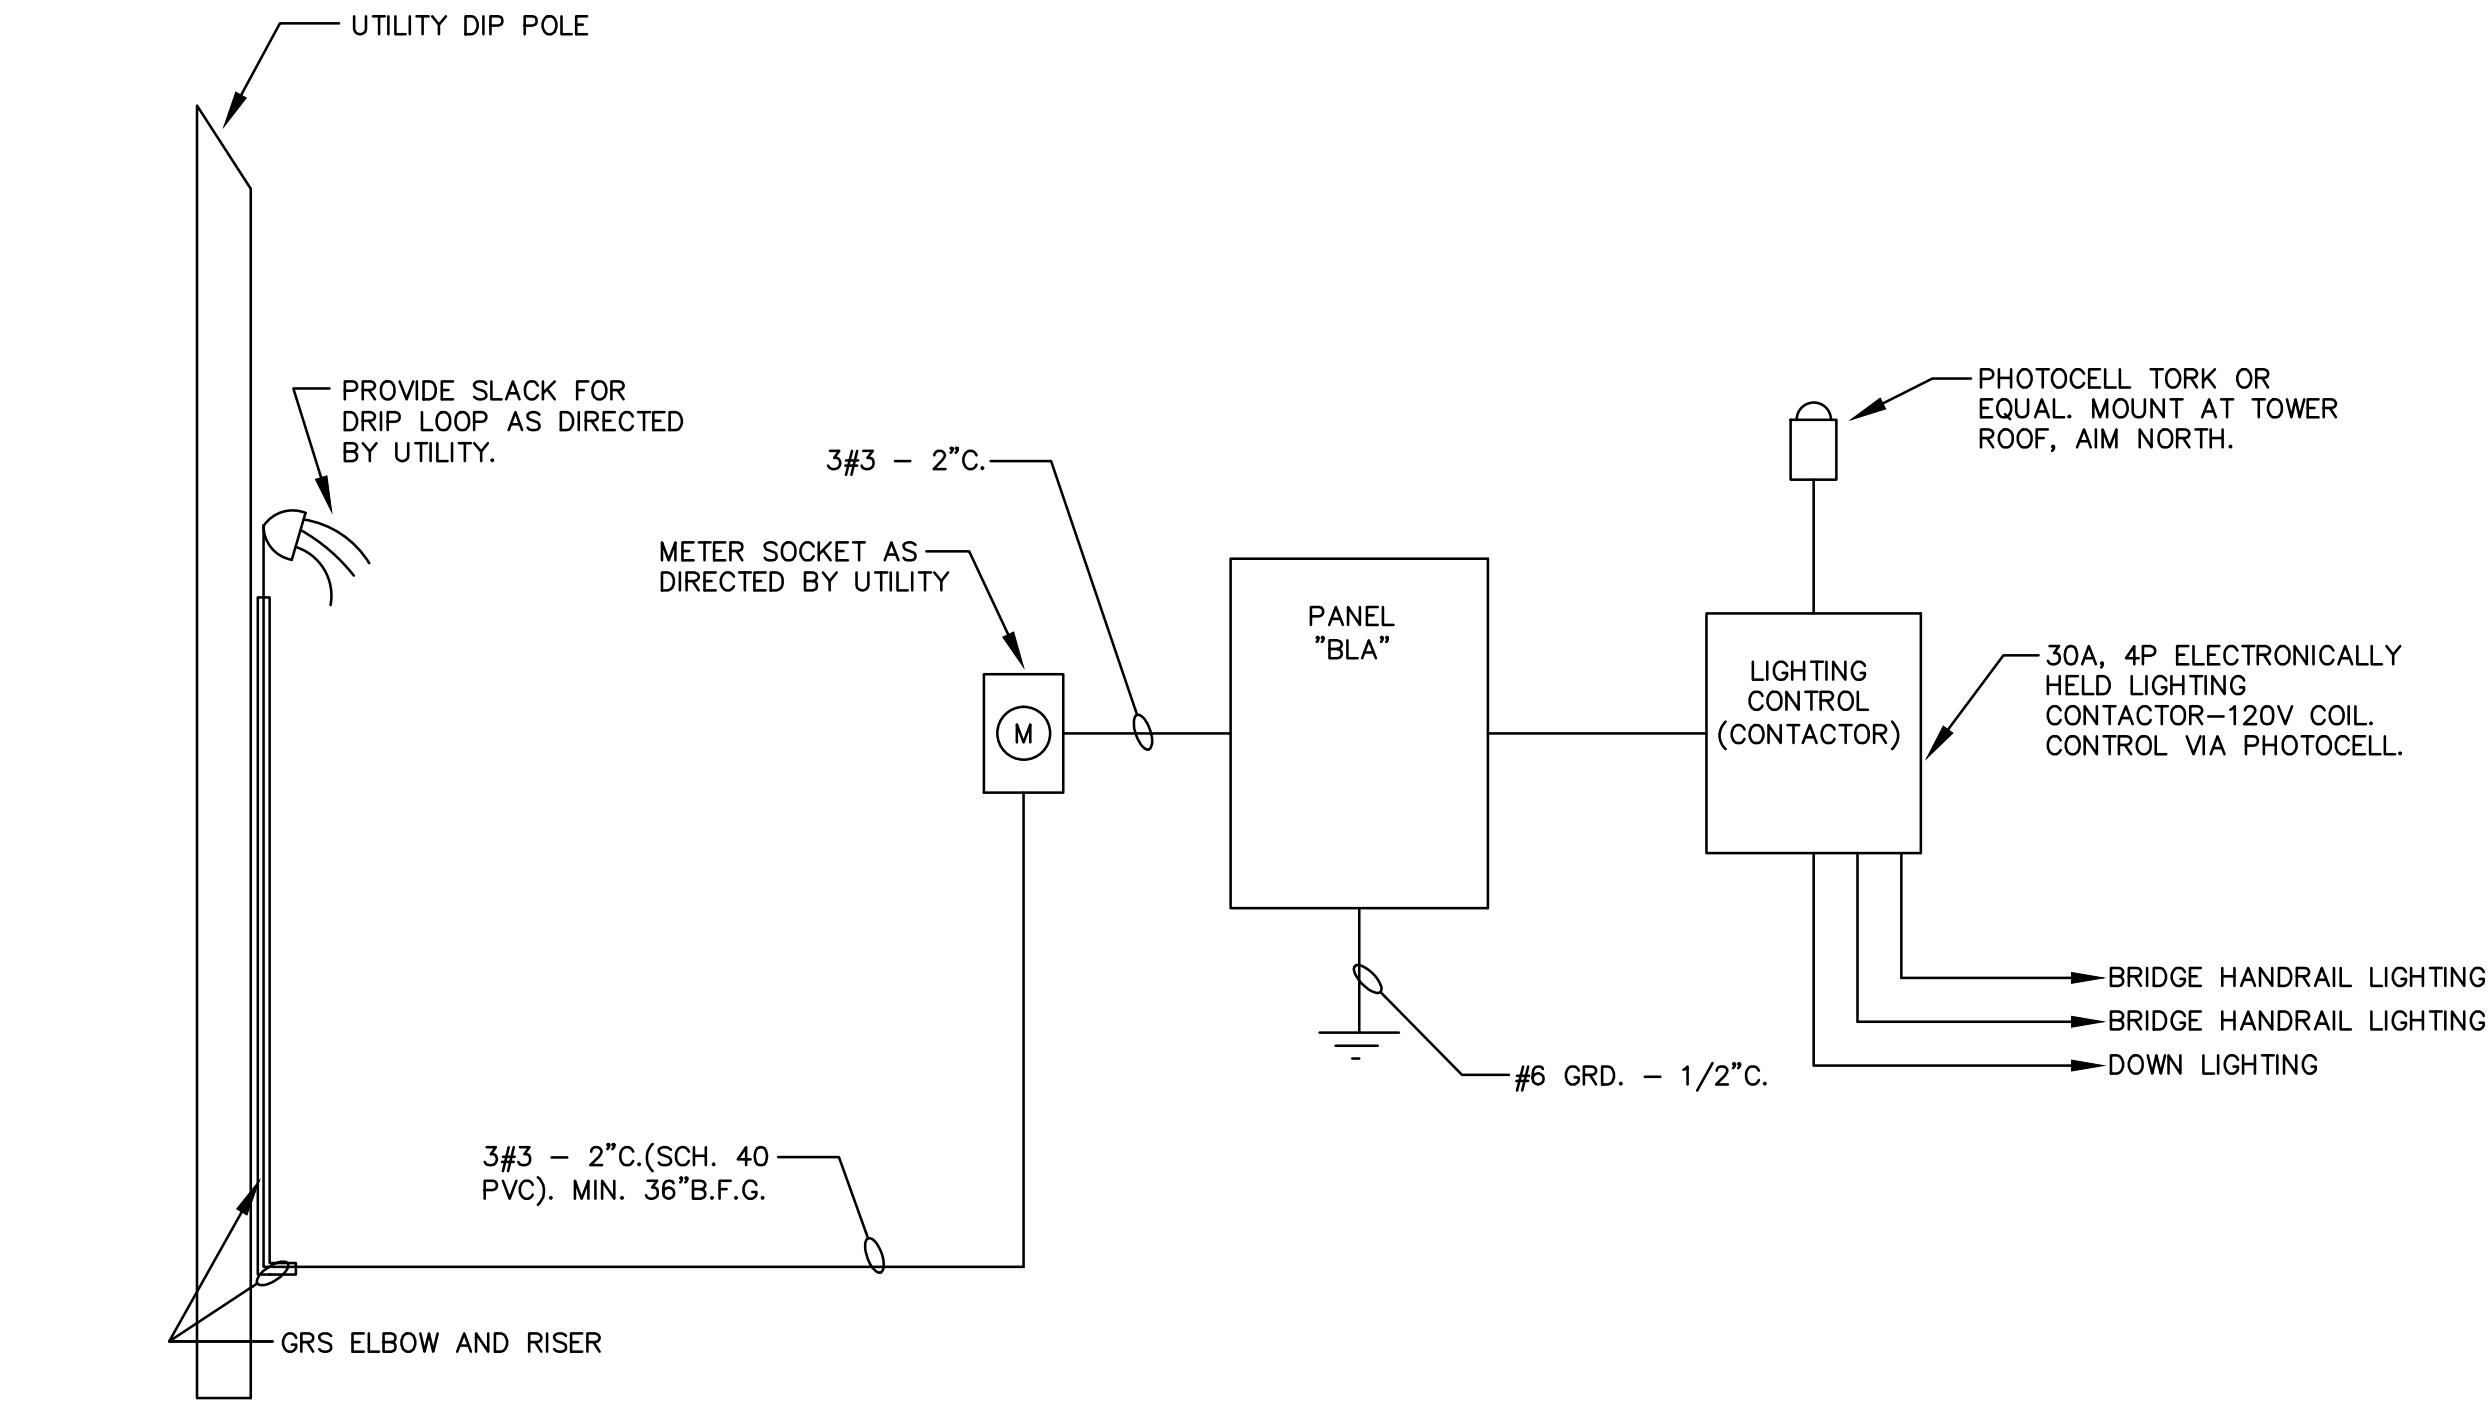 UTILITY DIP POLE
PROVIDE SLACK FOR
DRIP LOOP AS DIRECTED
BY UTILITY.
3#3 - 2"C.
METER SOCKET AS
DIRECTED BY UTILITY
M
PANEL
"BLA"
PHOTOCELL TORK OR
EQUAL. MOUNT AT TOWER
ROOF, AIM NORTH.
LIGHTING
CONTROL
(CONTACTOR)
30A, 4P ELECTRONICALLY
HELD LIGHTING
CONTACTOR-120V COIL.
CONTROL VIA PHOTOCELL.
BRIDGE HANDRAIL LIGHTING
BRIDGE HANDRAIL LIGHTING
DOWN LIGHTING
#6 GRD. - 1/2"C.
3#3 - 2"C.(SCH. 40
PVC). MIN. 36"B.F.G.
GRS ELBOW AND RISER